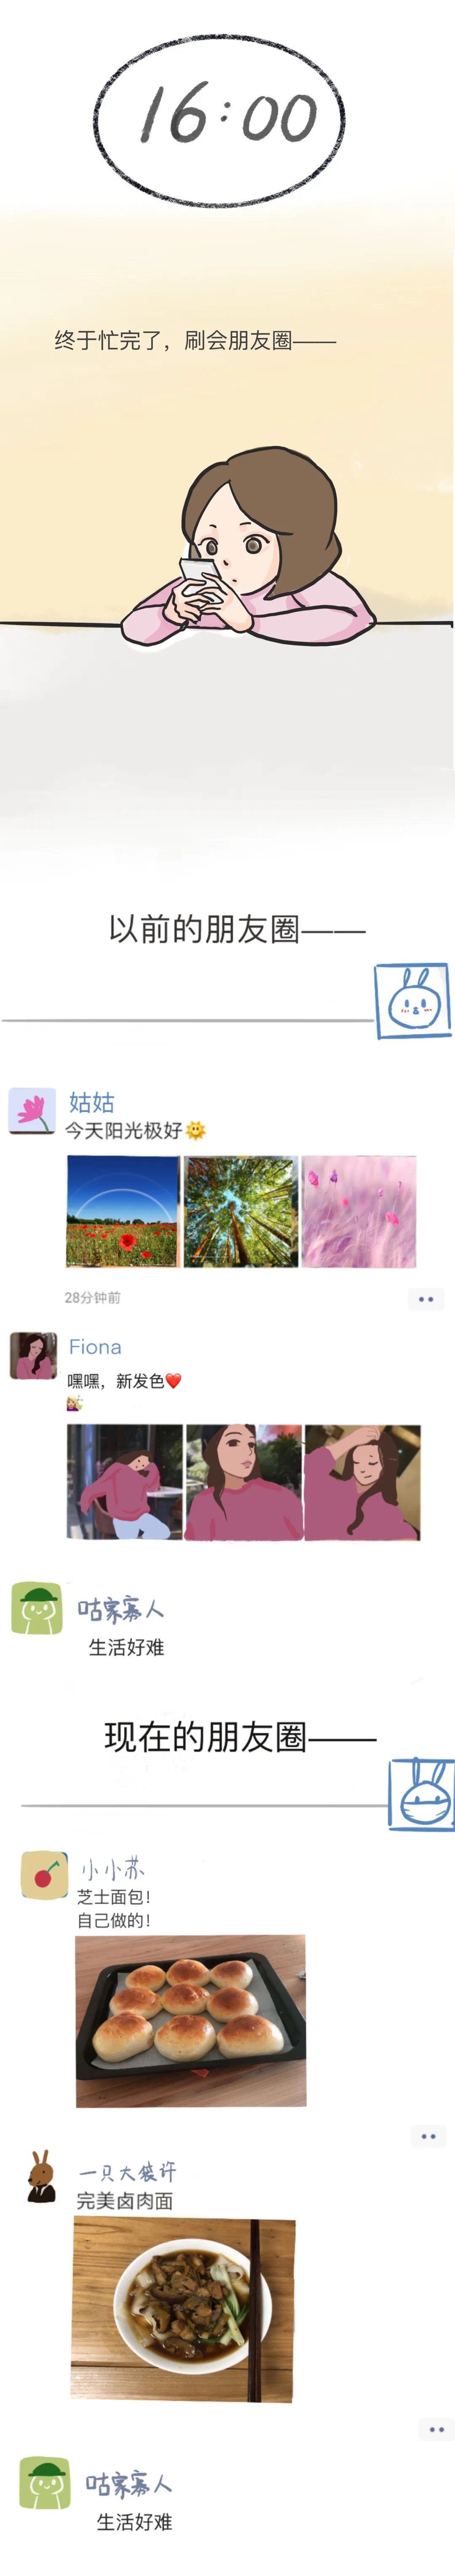 16:00
终于忙完了，刷会朋友圈——
以前的朋友圈——
姑姑
今天阳光极好🌞
28分钟前
Fiona
嘿嘿，新发色❤️
咕家寡人
生活好难
现在的朋友圈——
小小苏
芝士面包！
自己做的！
一只大袋许
完美卤肉面
咕家寡人
生活好难